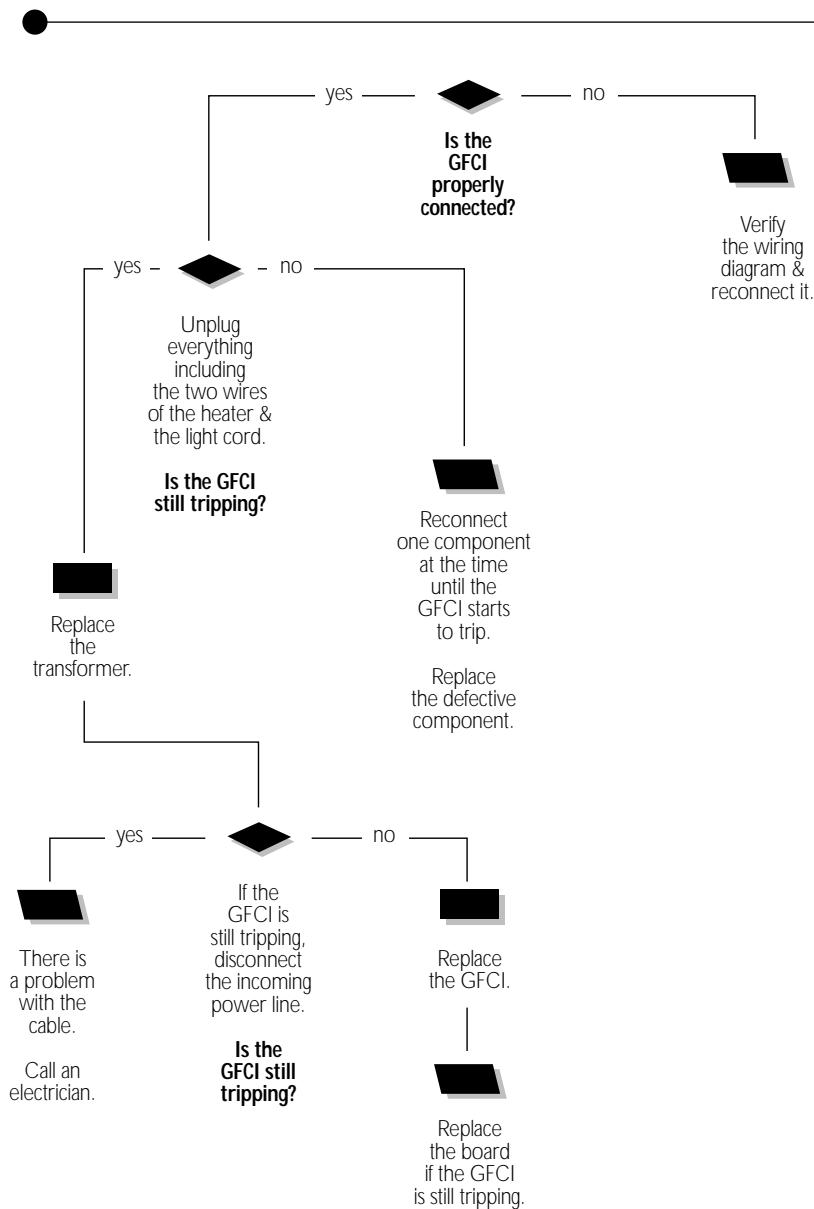 yes
no
Is the
GFCI
properly
connected?
Verify
the wiring
diagram &
reconnect it.
yes
no
Unplug
everything
including
the two wires
of the heater &
the light cord.
Is the GFCI
still tripping?
Reconnect
one component
at the time
until the
GFCI starts
to trip.
Replace
the defective
component.
Replace
the
transformer.
yes
no
There is
a problem
with the
cable.
Call an
electrician.
If the
GFCI is
still tripping,
disconnect
the incoming
power line.
Is the
GFCI still
tripping?
Replace
the GFCI.
Replace
the board
if the GFCI
is still tripping.